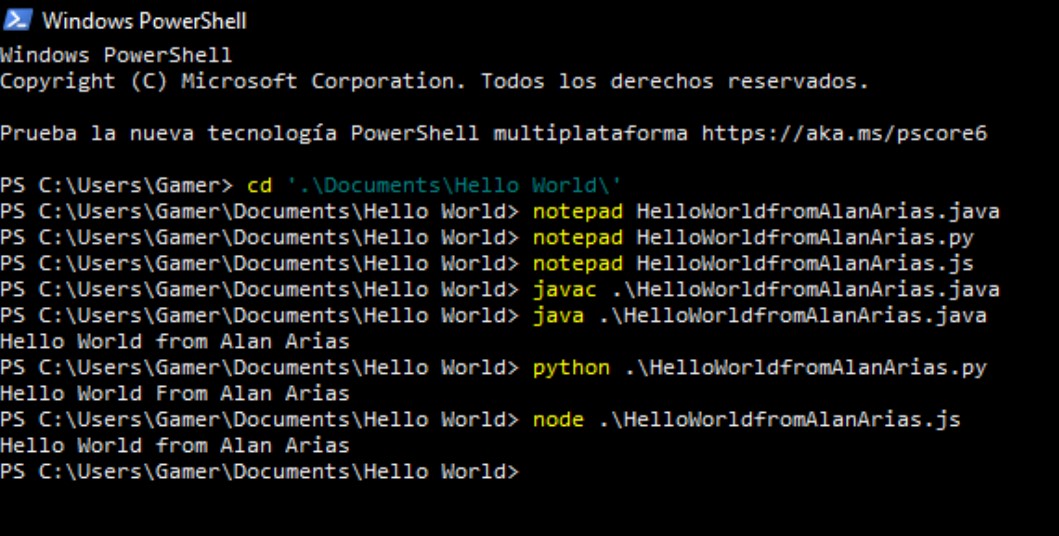 Windows PowerShell
Windows PowerShell
Copyright (C) Microsoft Corporation. Todos los derechos reservados.
Prueba la nueva tecnología PowerShell multiplataforma https://aka.ms/pscore6
PS C:\Users\Gamer> cd '.\Documents\Hello World\'
PS C:\Users\Gamer\Documents\Hello World> notepad HelloWorldfromAlanArias.java
PS C:\Users\Gamer\Documents\Hello World> notepad HelloWorldfromAlanArias.py
PS C:\Users\Gamer\Documents\Hello World> notepad HelloWorldfromAlanArias.js
PS C:\Users\Gamer\Documents\Hello World> javac .\HelloWorldfromAlanArias.java
PS C:\Users\Gamer\Documents\Hello World> java .\HelloWorldfromAlanArias.java
Hello World from Alan Arias
PS C:\Users\Gamer\Documents\Hello World> python .\HelloWorldfromAlanArias.py
Hello World From Alan Arias
PS C:\Users\Gamer\Documents\Hello World> node .\HelloWorldfromAlanArias.js
Hello World from Alan Arias
PS C:\Users\Gamer\Documents\Hello World>